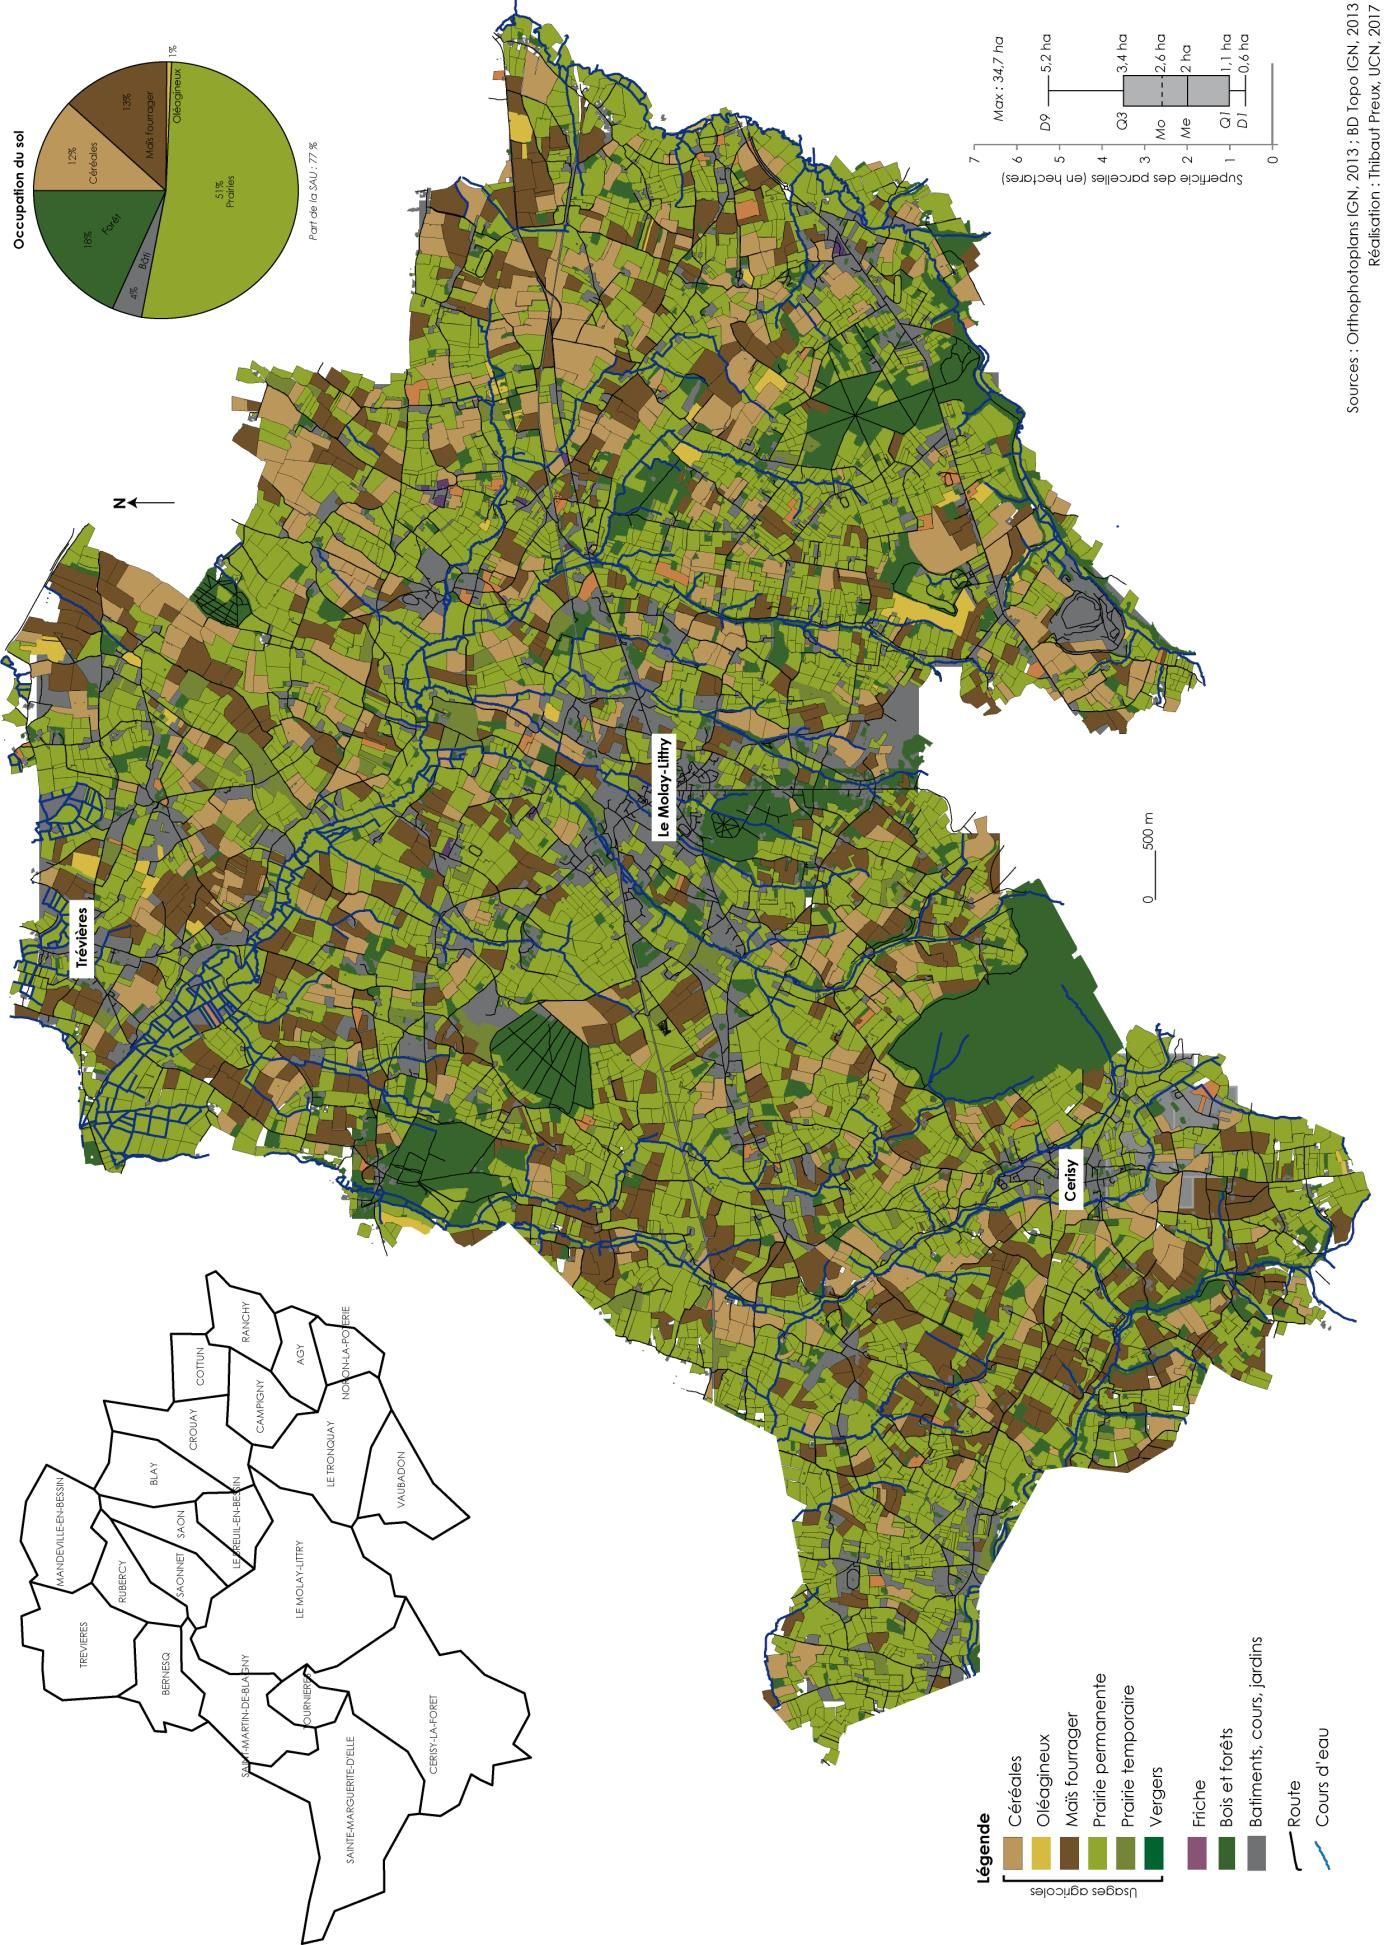 Occupation du sol
18%
Forêt
12%
Céréales
13%
Maïs fourrager
1%
Oléagineux
4%
Bâti
51%
Prairies
Part de la SAU : 77 %
N
MANDEVILLE-EN-BESSIN
TREVIERES
RUBERCY
BERNESQ
SAONNET
SAON
BLAY
CROUAY
COTTUN
RANCHY
CAMPIGNY
AGY
NORON-LA-POTERIE
LE BREUIL-EN-BESSIN
LE TRONQUAY
VAUBADON
LE MOLAY-LITTRY
SAINT-MARTIN-DE-BLAGNY
TOURNIERES
SAINTE-MARGUERITE-D'ELLE
CERISY-LA-FORET
Trévières
Le Molay-Littry
Cerisy
0 500 m
Légende
Usages agricoles
Céréales
Oléagineux
Maïs fourrager
Prairie permanente
Prairie temporaire
Vergers
Friche
Bois et forêts
Batiments, cours, jardins
Route
Cours d'eau
Superficie des parcelles (en hectares)
7
6
5
4
3
2
1
0
Max : 34,7 ha
D9 5,2 ha
Q3 3,4 ha
Mo 2,6 ha
Me 2 ha
Q1 1,1 ha
D1 0,6 ha
Sources : Orthophotoplans IGN, 2013 ; BD Topo IGN, 2013
Réalisation : Thibaut Preux, UCN, 2017